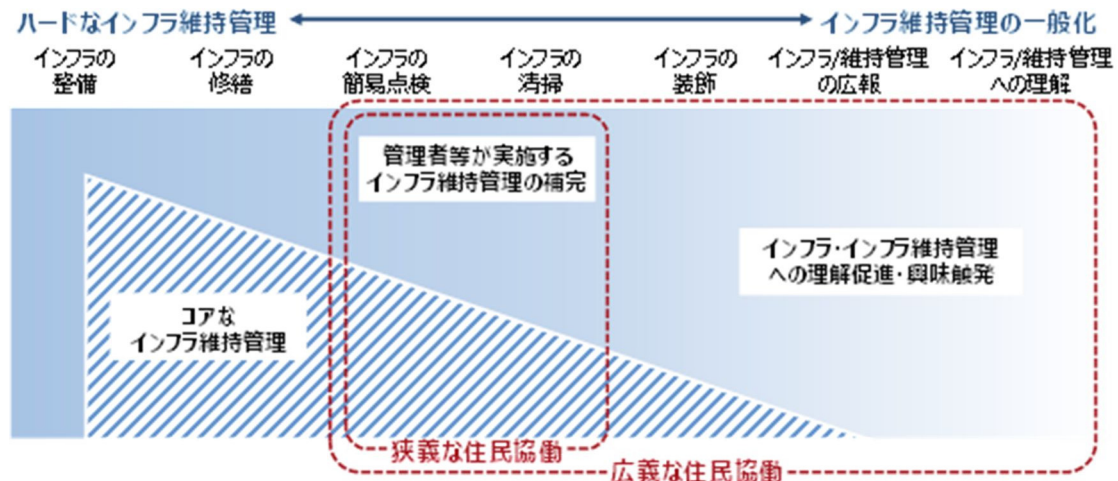 ハードなインフラ維持管理
インフラ維持管理の一般化
インフラの
整備
インフラの
修繕
インフラの
簡易点検
インフラの
清掃
インフラの
装飾
インフラ/維持管理
の広報
インフラ/維持管理
への理解
管理者等が実施する
インフラ維持管理の補完
インフラ・インフラ維持管理
への理解促進・興味触発
コアな
インフラ維持管理
狭義な住民協働
広義な住民協働